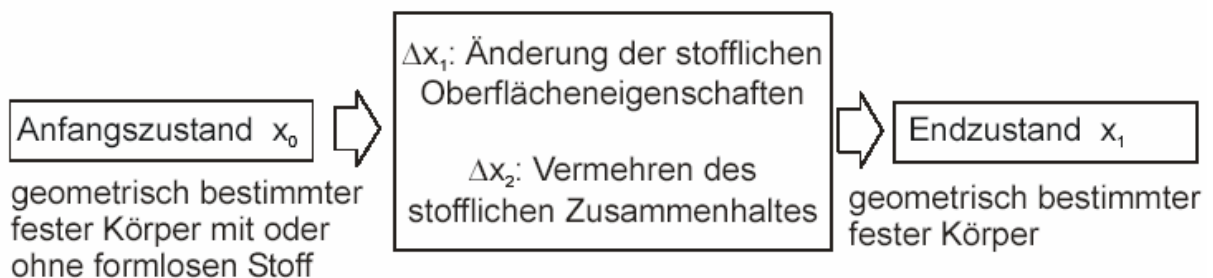 Anfangszustand x₀
geometrisch bestimmter
fester Körper mit oder
ohne formlosen Stoff
Δx₁: Änderung der stofflichen
Oberflächeneigenschaften
Δx₂: Vermehren des
stofflichen Zusammenhaltes
Endzustand x₁
geometrisch bestimmter
fester Körper